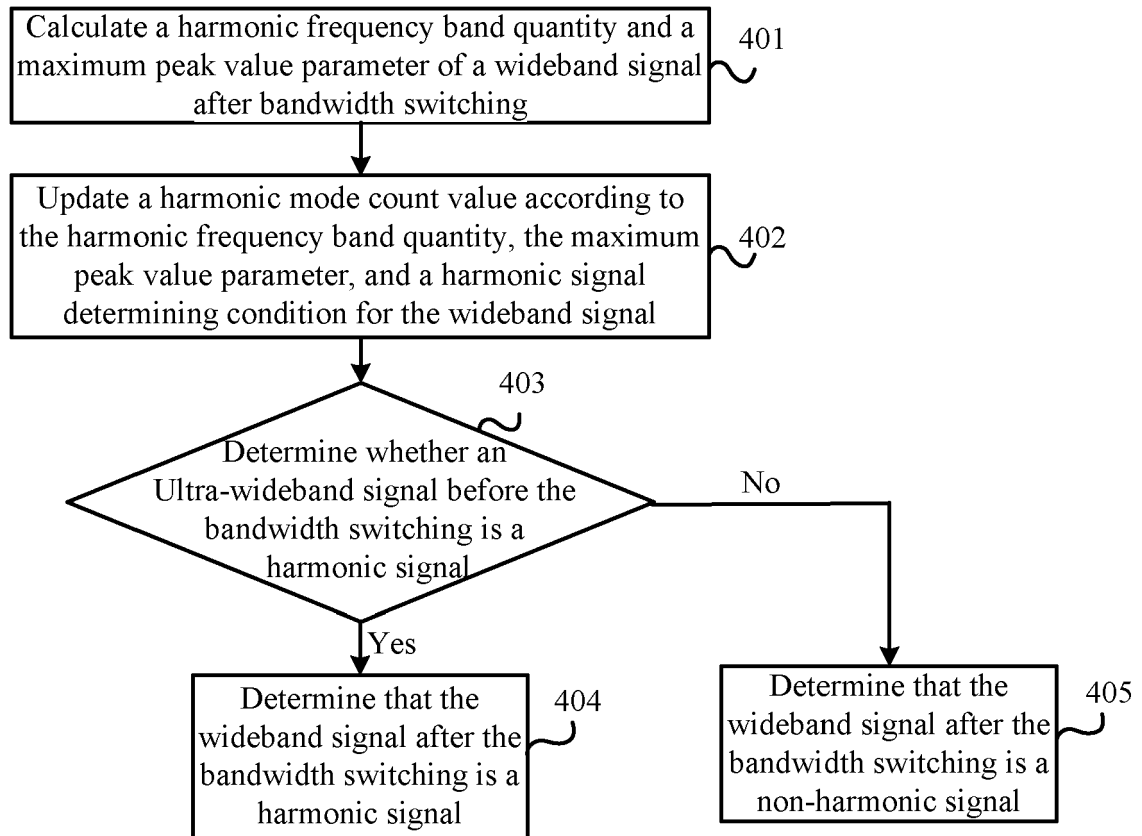 Calculate a harmonic frequency band quantity and a
maximum peak value parameter of a wideband signal
after bandwidth switching
401
Update a harmonic mode count value according to
the harmonic frequency band quantity, the maximum
peak value parameter, and a harmonic signal
determining condition for the wideband signal
402
403
Determine whether an
Ultra-wideband signal before the
bandwidth switching is a
harmonic signal
No
Yes
Determine that the
wideband signal after the
bandwidth switching is a
harmonic signal
404
Determine that the
wideband signal after the
bandwidth switching is a
non-harmonic signal
405